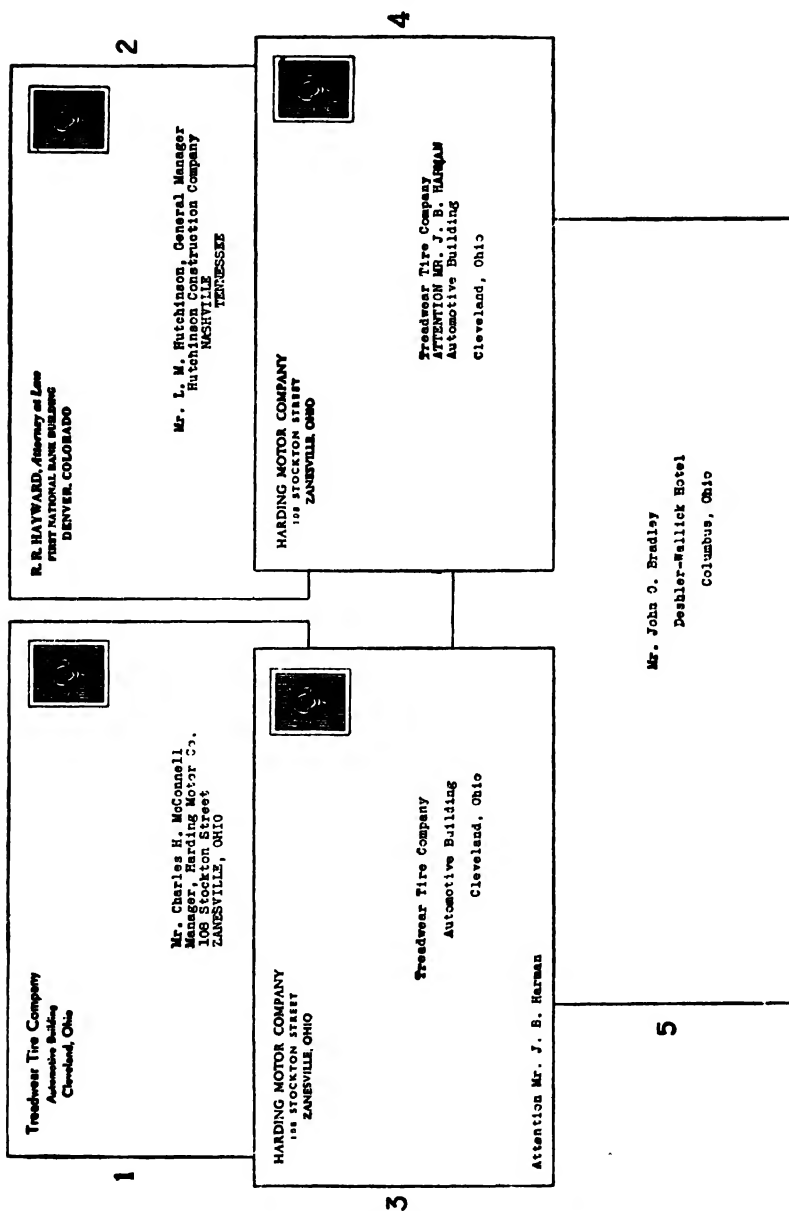 1
Treadwear Tire Company
Automotive Building
Cleveland, Ohio
Mr. Charles H. McConnell
Manager, Harding Motor Co.
108 Stockton Street
ZANESVILLE, OHIO
2
R. R. HAYWARD, Attorney at Law
FIRST NATIONAL BANK BUILDING
DENVER, COLORADO
Mr. L. M. Hutchinson, General Manager
Hutchinson Construction Company
NASHVILLE
TENNESSEE
3
HARDING MOTOR COMPANY
108 STOCKTON STREET
ZANESVILLE, OHIO
Treadwear Tire Company
Automotive Building
Cleveland, Ohio
Attention Mr. J. B. Harman
4
HARDING MOTOR COMPANY
108 STOCKTON STREET
ZANESVILLE, OHIO
Treadwear Tire Company
ATTENTION MR. J. B. HARMAN
Automotive Building
Cleveland, Ohio
5
Mr. John O. Bradley
Deshler-Wallick Hotel
Columbus, Ohio